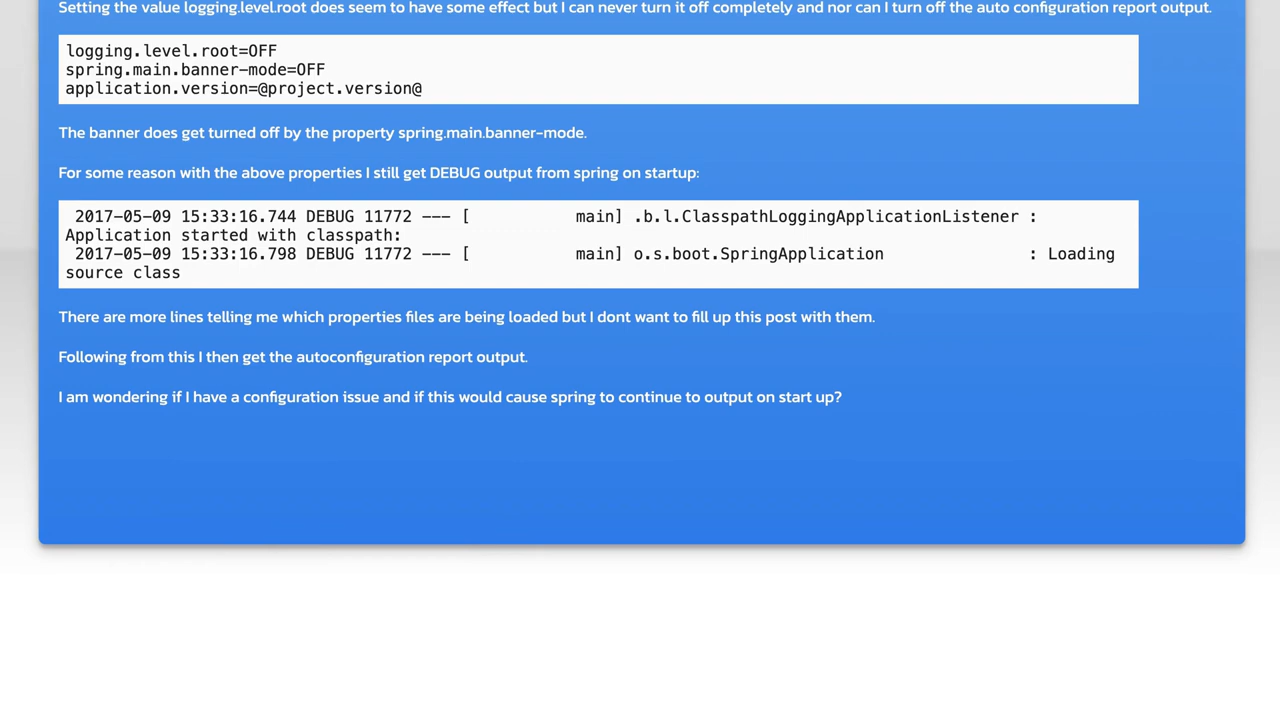 Setting the value logging.level.root does seem to have some effect but I can never turn it off completely and nor can I turn off the auto configuration report output.
logging.level.root=OFF
spring.main.banner-mode=OFF
application.version=@project.version@
The banner does get turned off by the property spring.main.banner-mode.
For some reason with the above properties I still get DEBUG output from spring on startup:
2017-05-09 15:33:16.744 DEBUG 11772 --- [           main] .b.l.ClasspathLoggingApplicationListener :
Application started with classpath:
2017-05-09 15:33:16.798 DEBUG 11772 --- [           main] o.s.boot.SpringApplication               : Loading
source class
There are more lines telling me which properties files are being loaded but I dont want to fill up this post with them.
Following from this I then get the autoconfiguration report output.
I am wondering if I have a configuration issue and if this would cause spring to continue to output on start up?